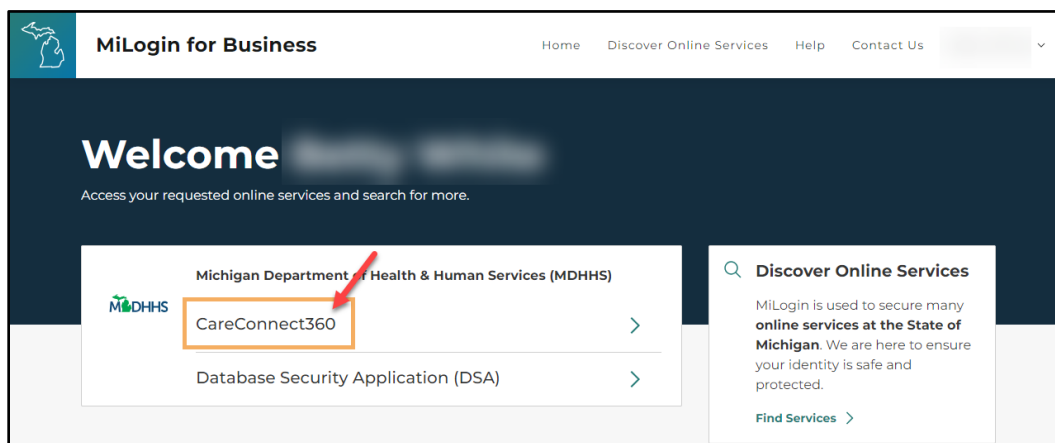 MiLogin for Business
Home Discover Online Services Help Contact Us
Welcome
Access your requested online services and search for more.
Michigan Department of Health & Human Services (MDHHS)
MDHHS
CareConnect360
Database Security Application (DSA)
Discover Online Services
MiLogin is used to secure many
online services at the State of
Michigan. We are here to ensure
your identity is safe and
protected.
Find Services